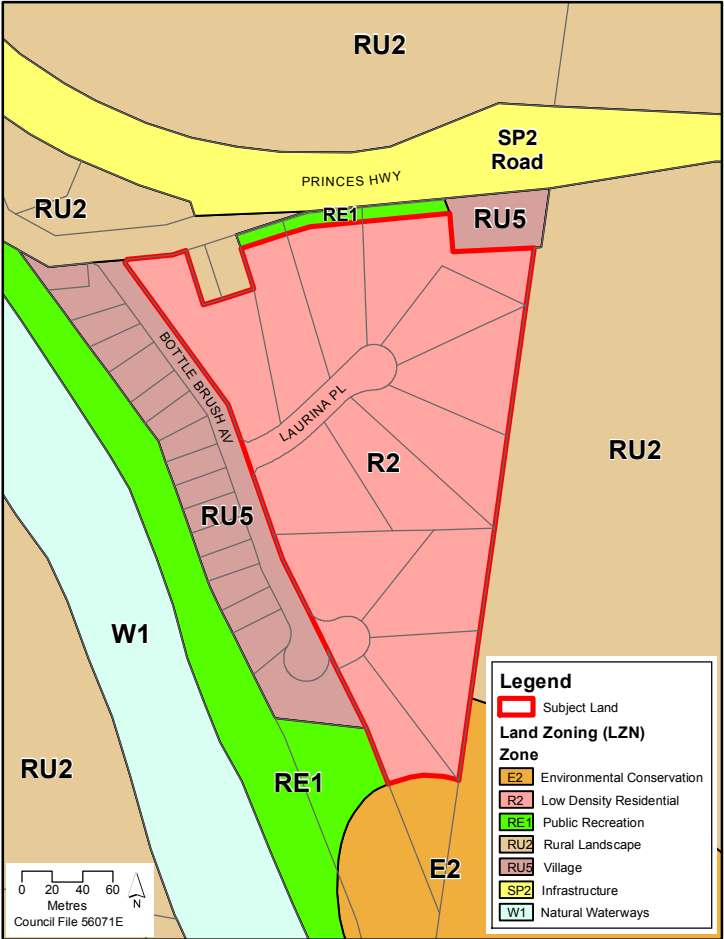 RU2
SP2
Road
PRINCES HWY
RU2
RE1
RU5
BOTTLE BRUSH AV
LAURINA PL
R2
RU2
RU5
W1
RU2
RE1
E2
Legend
Subject Land
Land Zoning (LZN)
Zone
E2 Environmental Conservation
R2 Low Density Residential
RE1 Public Recreation
RU2 Rural Landscape
RU5 Village
SP2 Infrastructure
W1 Natural Waterways
0 20 40 60
Metres
N
Council File 56071E